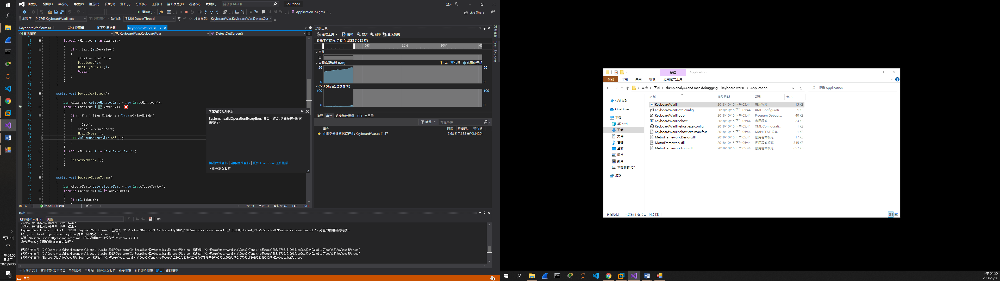 檔案(F) 編輯(E) 檢視(V) 專案(P) 建置(B) 偵錯(D) 測試(S) 分析(N) 工具(T) 延伸模組(X) 視窗(W) 說明(H) 搜尋 (Ctrl+Q) Solution1 登入
繼續(C) Application Insights Live Share
處理序: [4276] KeyboardWarIII.exe 週期事件 執行緒: [8420] DetectThread 堆疊框架: KeyboardWar.KeyboardWar.DetectOut
KeyboardWarForm.cs CPU 使用量 找不到原始碼 KeyboardWar.cs
其他檔案 KeyboardWar.KeyboardWar DetectOutScreen()
41 foreach (Monster i in Monsters)
42 {
43 if (i.IsHit(e.KeyValue))
44 {
45 score += plusScore;
46 PlusScore(i);
47 DestoryMonster(i);
48 break;
49 }
50 }
51 }
52
53 public void DetectOutScreen()
54 {
55 List<Monster> deleteMonsterList = new List<Monster>();
56 foreach (Monster j in Monsters)
57 {
58 if (j.Y + j.Size.Height > (float)windowHeight)
59 {
60 j.Die();
61 score += minusScore;
62 MinusScore(j);
63 deleteMonsterList.Add(j);
64 }
65 }
66 foreach (Monster i in deleteMonsterList)
67 {
68 DestoryMonster(i);
69 }
70 }
71
72 public void DestoryScoreTexts()
73 {
74 List<ScoreText> deleteScoreText = new List<ScoreText>();
75 foreach (ScoreText s2 in ScoreTexts)
76 {
77 if (s2.IsDeath)
未處理的例外狀況
System.InvalidOperationException: '集合已修改; 列舉作業可能尚
未執行。'
檢視詳細資料 | 複製詳細資料 | 開始 Live Share 工作階段...
例外狀況設定
100 % 找不到任何問題 行: 63 字元: 31 資料行: 46 TAB CRLF
診斷工具
選取工具 輸出 放大 縮小 重設檢視
診斷工作階段: 7 秒 (已選取 7.688 秒)
10秒 20秒 30秒 40
事件
處理序記憶體 (MB) GC 快照 私用位元組
26 26
0 0
CPU (所有處理器的 %)
100 100
0 0
摘要 事件 記憶體使用量 CPU 使用量
篩選 篩選事件
事件 時間 持續時... 執行緒
在遇到例外狀況時停止: KeyboardWar.cs 行 57 7.68 秒 7,688 毫秒 [8420]
方案總管
Team Explorer
輸出
顯示輸出來源(S): 偵錯
0x3fc8 執行緒以返回碼 0 (0x0) 結束。
KeyboardWarIII.exe' (CLR v4.0.30319: KeyboardWarIII.exe): 已載入 'C:\Windows\Microsoft.Net\assembly\GAC_MSIL\mscorlib.resources\v4.0_4.0.0.0_zh-Hant_b77a5c561934e089\mscorlib.resources.dll'。建置的模組沒有符號。
於 System.InvalidOperationException 擲回例外狀況: 'mscorlib.dll'
類型 'System.InvalidOperationException' 的未處理例外狀況發生於 mscorlib.dll
集合已修改; 列舉作業可能尚未執行。
已將內嵌文件 "C:\Users\jiaching\Documents\Visual Studio 2015\Projects\KeyboardWar\KeyboardWar\KeyboardWar.cs" 擷取到 "C:\Users\user\AppData\Local\Temp\.vsdbgsrc\283337d615199653ec2aa37c4024c11197eeebd2\KeyboardWar.cs"
已將內嵌文件 "C:\Users\jiaching\Documents\Visual Studio 2015\Projects\KeyboardWar\KeyboardWar\KeyboardWar.cs" 擷取到 "C:\Users\user\AppData\Local\Temp\.vsdbgsrc\283337d615199653ec2aa37c4024c11197eeebd2\KeyboardWar.cs"
已將內嵌文件 "KeyboardWar\KeyboardWarForm.cs" 擷取到 "C:\Users\user\AppData\Local\Temp\.vsdbgsrc\b21edfe833c42daf9c9713fdb264e539cdd069c9b01d77d1b88c89923795409b\KeyboardWarForm.cs"
平行監看式 1 套件管理器主控台 呼叫堆疊 中斷點 例外狀況設定 命令視窗 即時運算視窗 輸出 錯誤清單
就緒 3
中
下午 04:55
星期三
2020/9/30
1
管理 Application
檔案 常用 共用 檢視 應用程式工具
本機 › 下載 › dump analysis and race debugging - keyboard war III › Application 搜尋 Application
名稱 修改日期 類型 大小
快速存取
OneDrive
本機
3D 物件
下載
文件
音樂
桌面
圖片
影片
本機磁碟 (C:)
網路
KeyboardWarIII 2018/10/15 下午 05:44 應用程式 15 KB
KeyboardWarIII.exe.config 2018/10/15 下午 05:44 XML Configurati... 1 KB
KeyboardWarIII.pdb 2018/10/15 下午 05:44 Program Debug ... 40 KB
KeyboardWarIII.vshost 2018/10/15 下午 05:44 應用程式 23 KB
KeyboardWarIII.vshost.exe.config 2018/10/15 下午 05:44 XML Configurati... 1 KB
KeyboardWarIII.vshost.exe.manifest 2018/10/15 下午 05:44 MANIFEST 檔案 1 KB
MetroFramework.Design.dll 2018/10/15 下午 05:44 應用程式擴充 17 KB
MetroFramework.dll 2018/10/15 下午 05:44 應用程式擴充 345 KB
MetroFramework.Fonts.dll 2018/10/15 下午 05:44 應用程式擴充 657 KB
9 個項目 已選取 1 個項目 14.5 KB
下午 04:55
2020/9/30